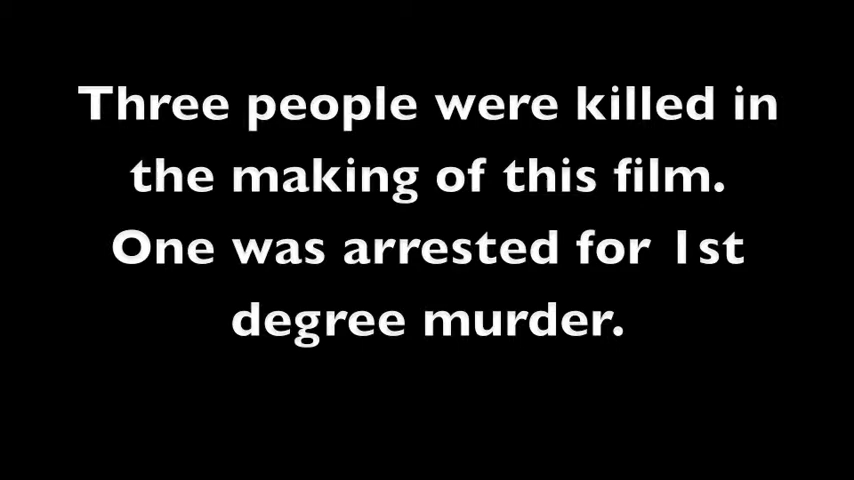 Three people were killed in
the making of this film.
One was arrested for 1st
degree murder.